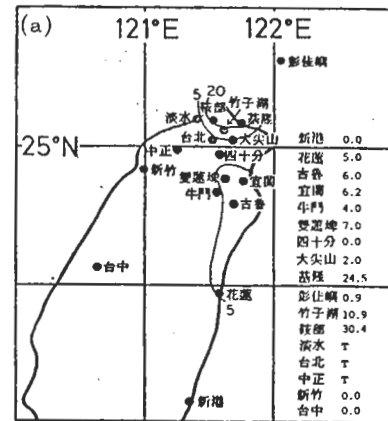 (a)
121°E 122°E
彭佳嶼
5 20
鞍部 竹子湖
淡水 基隆
台北 大尖山
25°N
中正 四十分
新竹 雙連埤 宜蘭
牛鬥
古魯
台中
花蓮
5
新港
新港 0.0
花蓮 5.0
古魯 6.0
宜蘭 6.2
牛鬥 4.0
雙連埤 7.0
四十分 0.0
大尖山 2.0
基隆 24.5
彭佳嶼 0.9
竹子湖 10.9
鞍部 30.4
淡水 T
台北 T
中正 T
新竹 0.0
台中 0.0